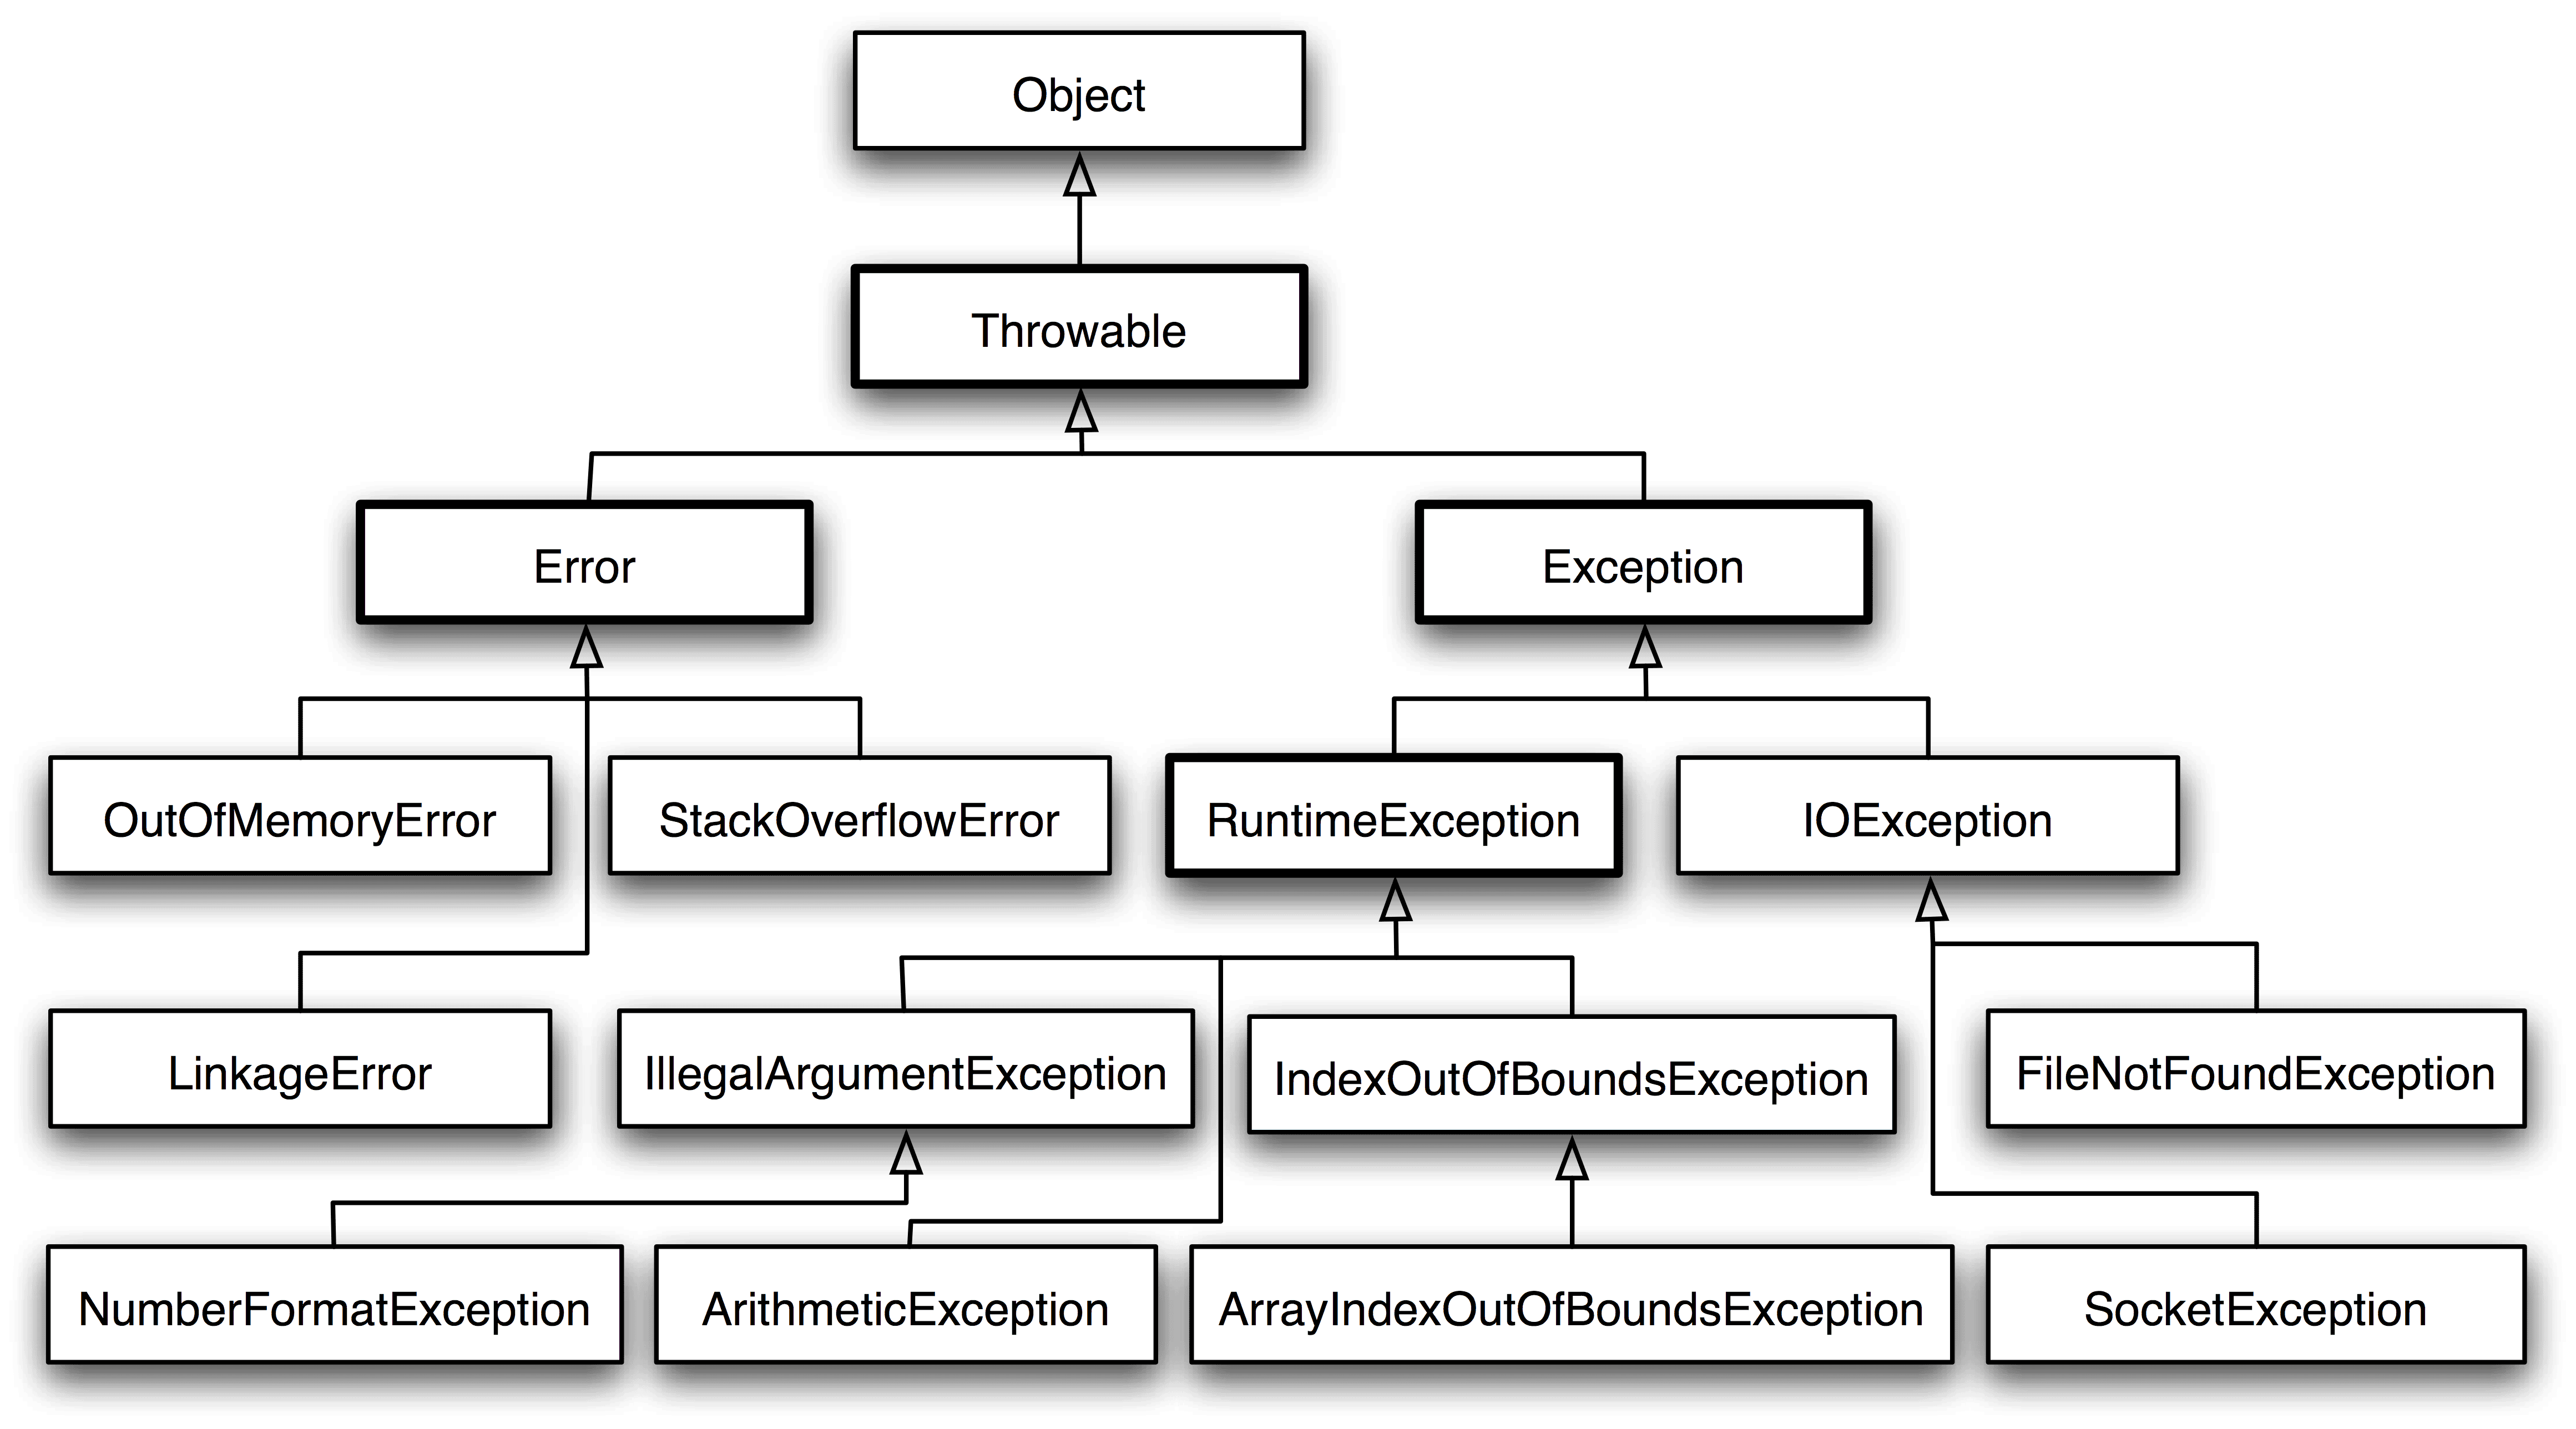 Object
Throwable
Error
Exception
OutOfMemoryError
StackOverflowError
RuntimeException
IOException
LinkageError
IllegalArgumentException
IndexOutOfBoundsException
FileNotFoundException
NumberFormatException
ArithmeticException
ArrayIndexOutOfBoundsException
SocketException